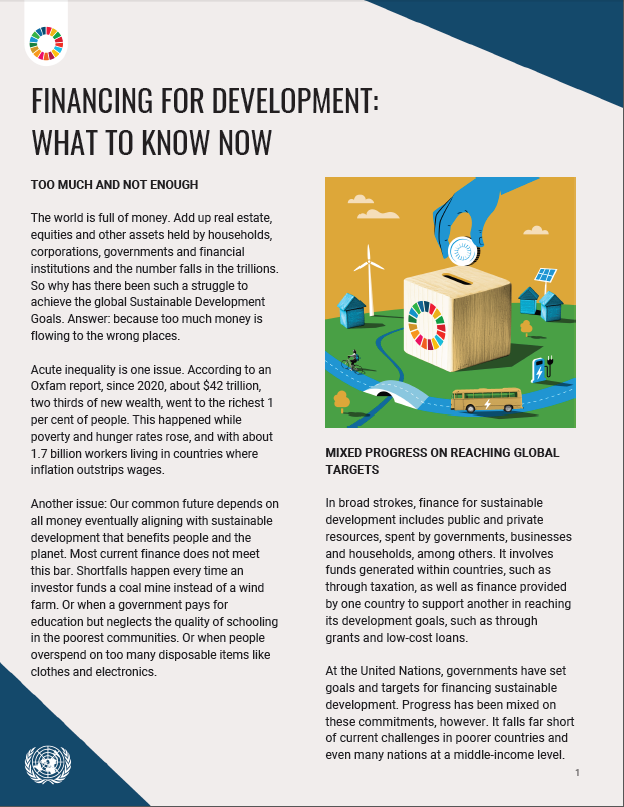 FINANCING FOR DEVELOPMENT:
WHAT TO KNOW NOW
TOO MUCH AND NOT ENOUGH
The world is full of money. Add up real estate,
equities and other assets held by households,
corporations, governments and financial
institutions and the number falls in the trillions.
So why has there been such a struggle to
achieve the global Sustainable Development
Goals. Answer: because too much money is
flowing to the wrong places.
Acute inequality is one issue. According to an
Oxfam report, since 2020, about $42 trillion,
two thirds of new wealth, went to the richest 1
per cent of people. This happened while
poverty and hunger rates rose, and with about
1.7 billion workers living in countries where
inflation outstrips wages.
Another issue: Our common future depends on
all money eventually aligning with sustainable
development that benefits people and the
planet. Most current finance does not meet
this bar. Shortfalls happen every time an
investor funds a coal mine instead of a wind
farm. Or when a government pays for
education but neglects the quality of schooling
in the poorest communities. Or when people
overspend on too many disposable items like
clothes and electronics.
MIXED PROGRESS ON REACHING GLOBAL
TARGETS
In broad strokes, finance for sustainable
development includes public and private
resources, spent by governments, businesses
and households, among others. It involves
funds generated within countries, such as
through taxation, as well as finance provided
by one country to support another in reaching
its development goals, such as through
grants and low-cost loans.
At the United Nations, governments have set
goals and targets for financing sustainable
development. Progress has been mixed on
these commitments, however. It falls far short
of current challenges in poorer countries and
even many nations at a middle-income level.
1